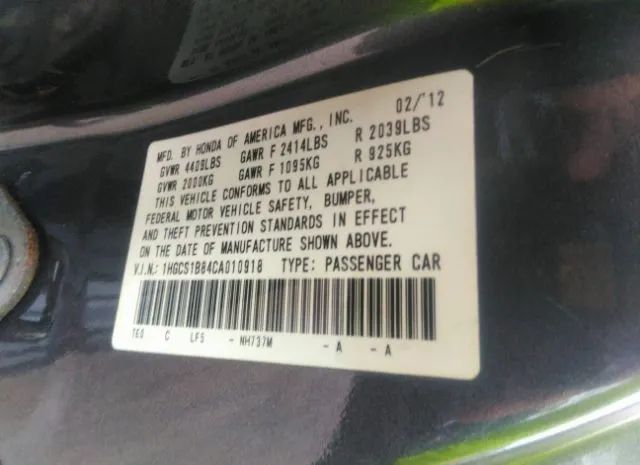 MFD. BY HONDA OF AMERICA MFG., INC. 02/'12
GVWR 4409LBS GAWR F 2414LBS R 2039LBS
GVWR 2000KG GAWR F 1095KG R 925KG
THIS VEHICLE CONFORMS TO ALL APPLICABLE
FEDERAL MOTOR VEHICLE SAFETY, BUMPER,
AND THEFT PREVENTION STANDARDS IN EFFECT
ON THE DATE OF MANUFACTURE SHOWN ABOVE.
V.I.N.: 1HGCS1B84CA010918 TYPE: PASSENGER CAR
TE0 C LF5 - NH737M - A - A